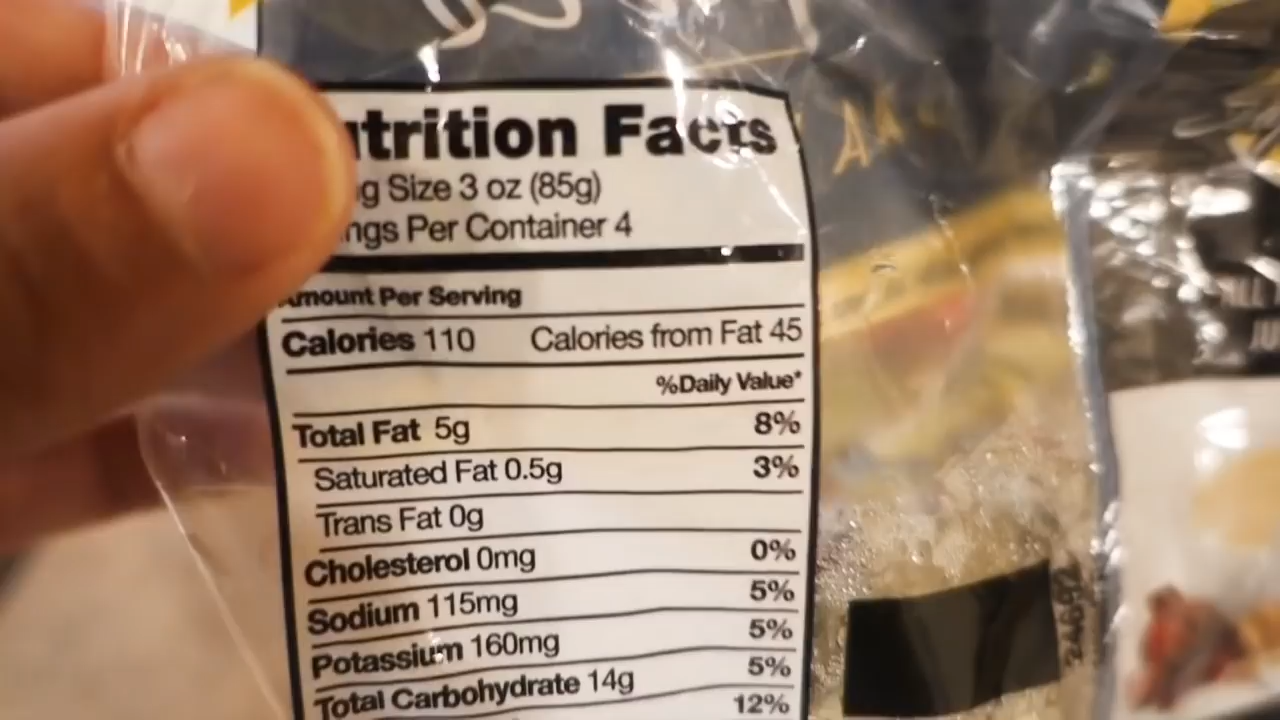 utrition Facts
g Size 3 oz (85g)
ngs Per Container 4
Amount Per Serving
Calories 110 Calories from Fat 45
%Daily Value*
Total Fat 5g 8%
Saturated Fat 0.5g 3%
Trans Fat 0g
Cholesterol 0mg 0%
Sodium 115mg 5%
Potassium 160mg 5%
Total Carbohydrate 14g 5%
12%
24692